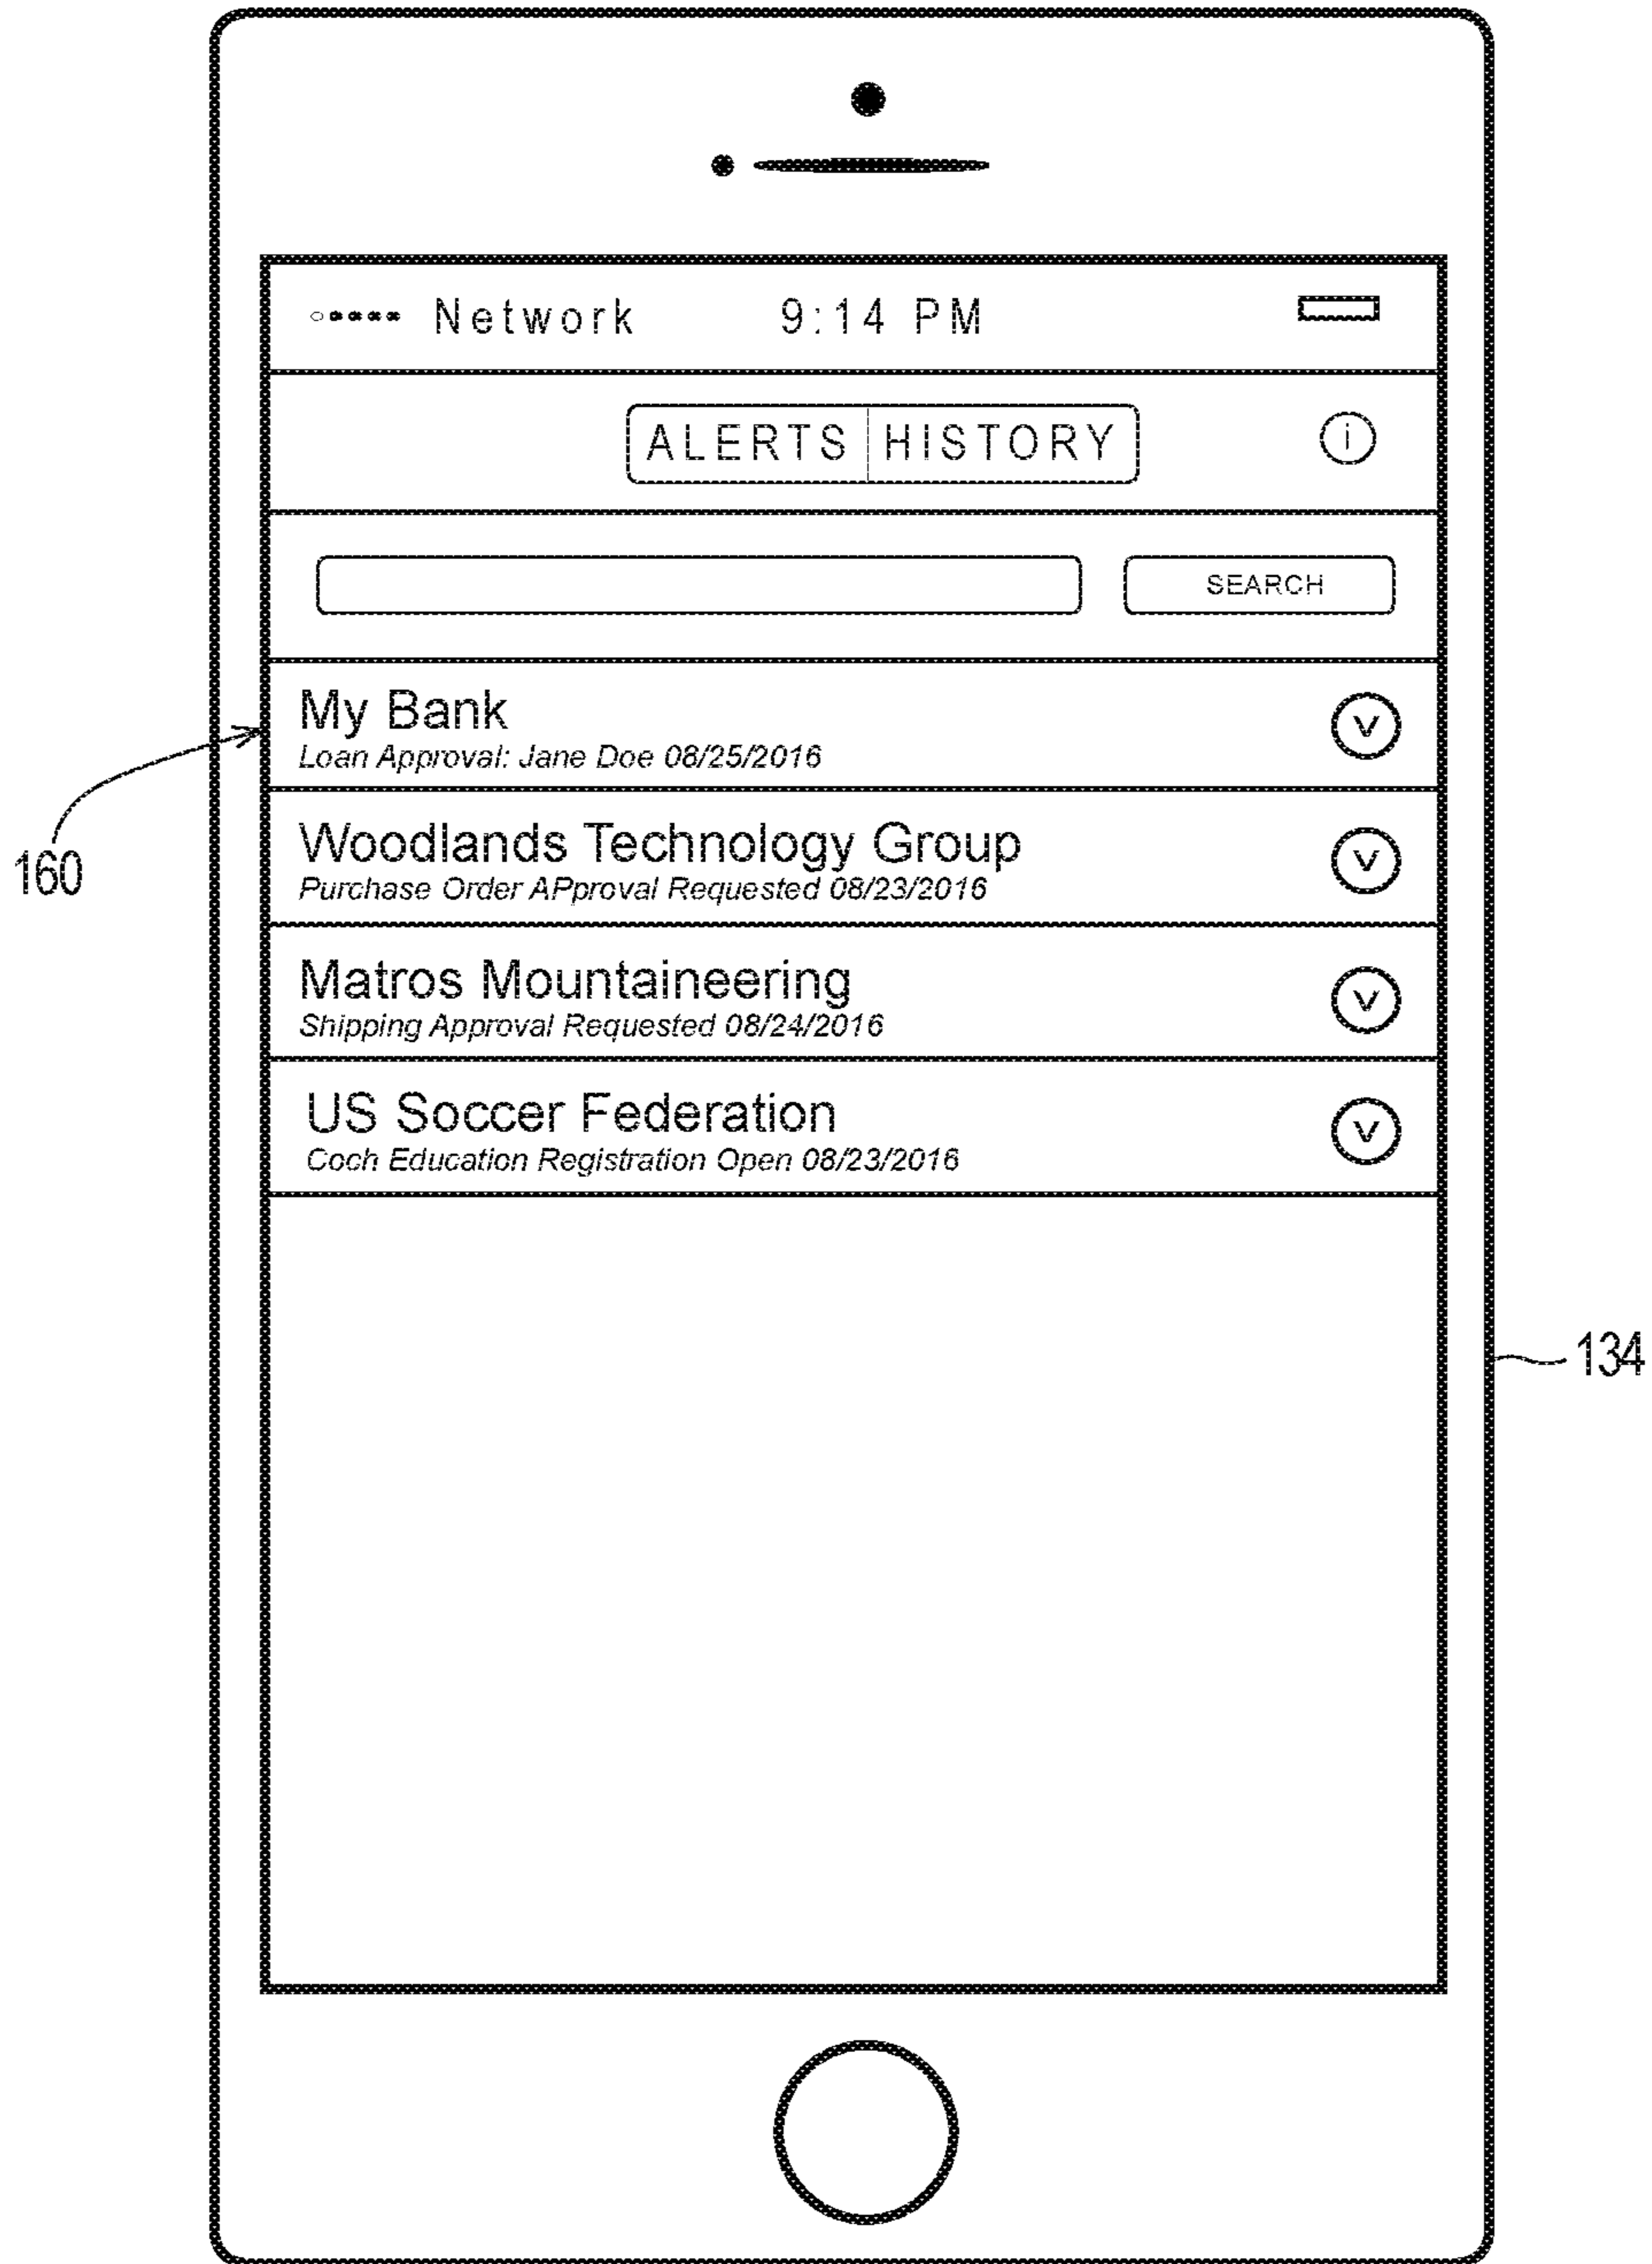 Network 9:14 PM
ALERTS HISTORY i
SEARCH
My Bank
Loan Approval: Jane Doe 08/25/2016
V
160
Woodlands Technology Group
Purchase Order APproval Requested 08/23/2016
V
Matros Mountaineering
Shipping Approval Requested 08/24/2016
V
US Soccer Federation
Coch Education Registration Open 08/23/2016
V
134